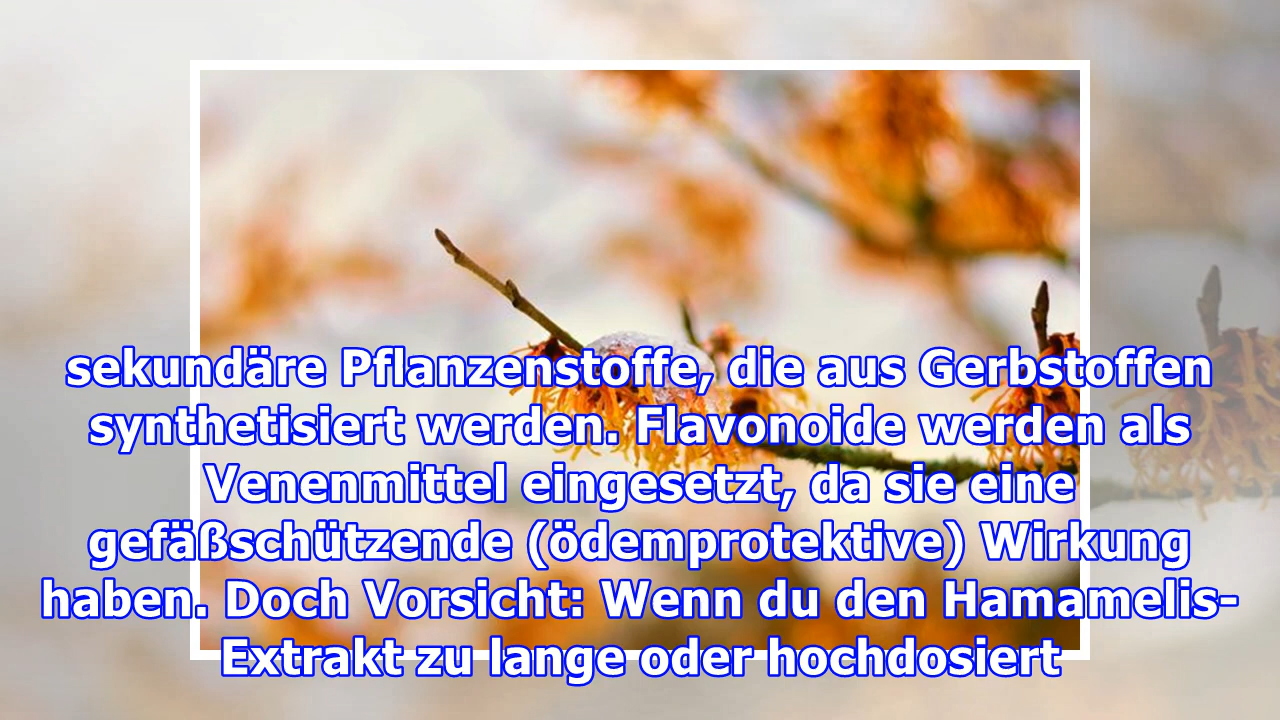 sekundäre Pflanzenstoffe, die aus Gerbstoffen
synthetisiert werden. Flavonoide werden als
Venenmittel eingesetzt, da sie eine
gefäßschützende (ödemprotektive) Wirkung
haben. Doch Vorsicht: Wenn du den Hamamelis-
Extrakt zu lange oder hochdosiert